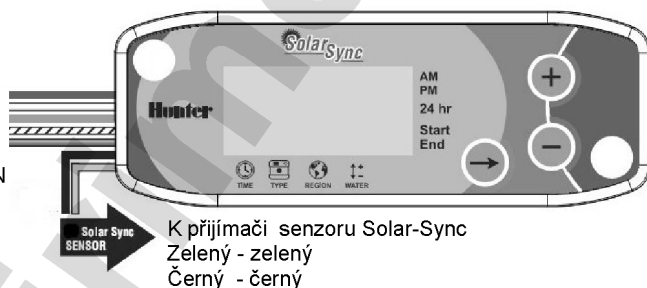 Solar Sync
AM
PM
24 hr
Start
End
Hunter
+
−
→
TIME TYPE REGION WATER
N
Solar Sync
SENSOR
K přijímači senzoru Solar-Sync
Zelený - zelený
Černý - černý